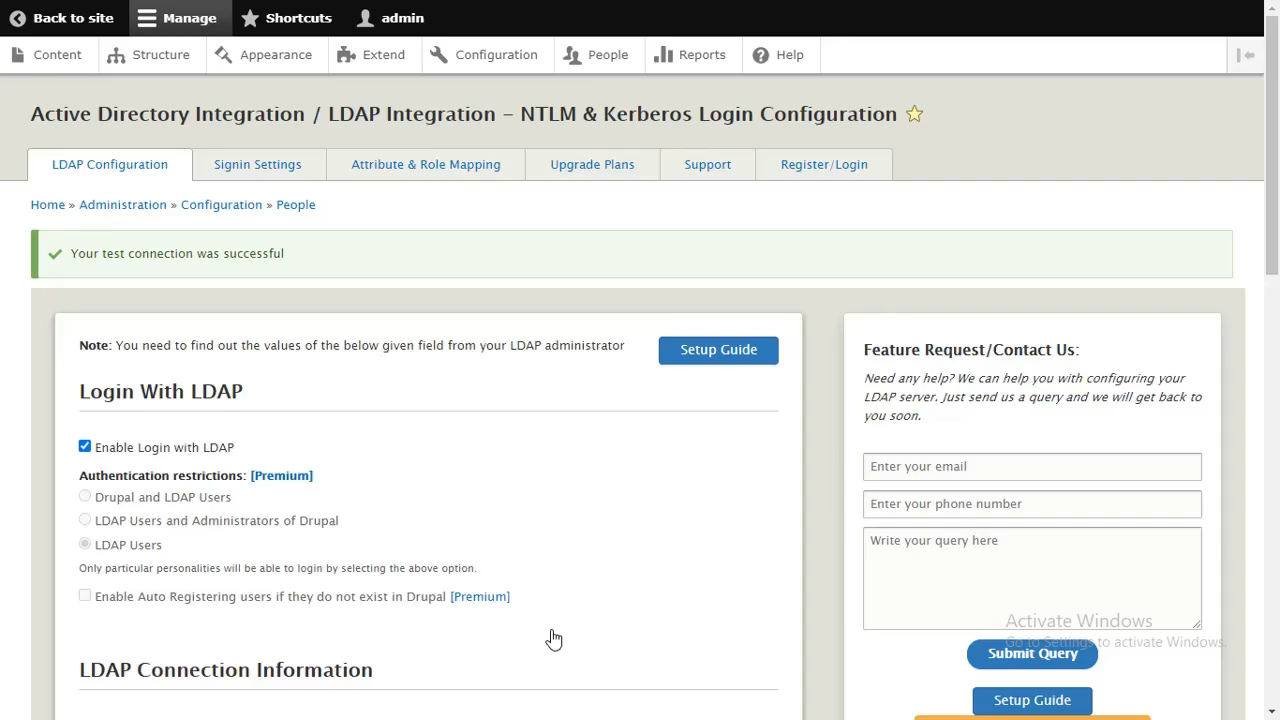 Back to site Manage Shortcuts admin
Content Structure Appearance Extend Configuration People Reports Help
Active Directory Integration / LDAP Integration – NTLM & Kerberos Login Configuration
LDAP Configuration Signin Settings Attribute & Role Mapping Upgrade Plans Support Register/Login
Home » Administration » Configuration » People
Your test connection was successful
Note: You need to find out the values of the below given field from your LDAP administrator
Setup Guide
Login With LDAP
Enable Login with LDAP
Authentication restrictions: [Premium]
Drupal and LDAP Users
LDAP Users and Administrators of Drupal
LDAP Users
Only particular personalities will be able to login by selecting the above option.
Enable Auto Registering users if they do not exist in Drupal [Premium]
LDAP Connection Information
Feature Request/Contact Us:
Need any help? We can help you with configuring your
LDAP server. Just send us a query and we will get back to
you soon.
Enter your email
Enter your phone number
Write your query here
Activate Windows
Go to Settings to activate Windows.
Submit Query
Setup Guide